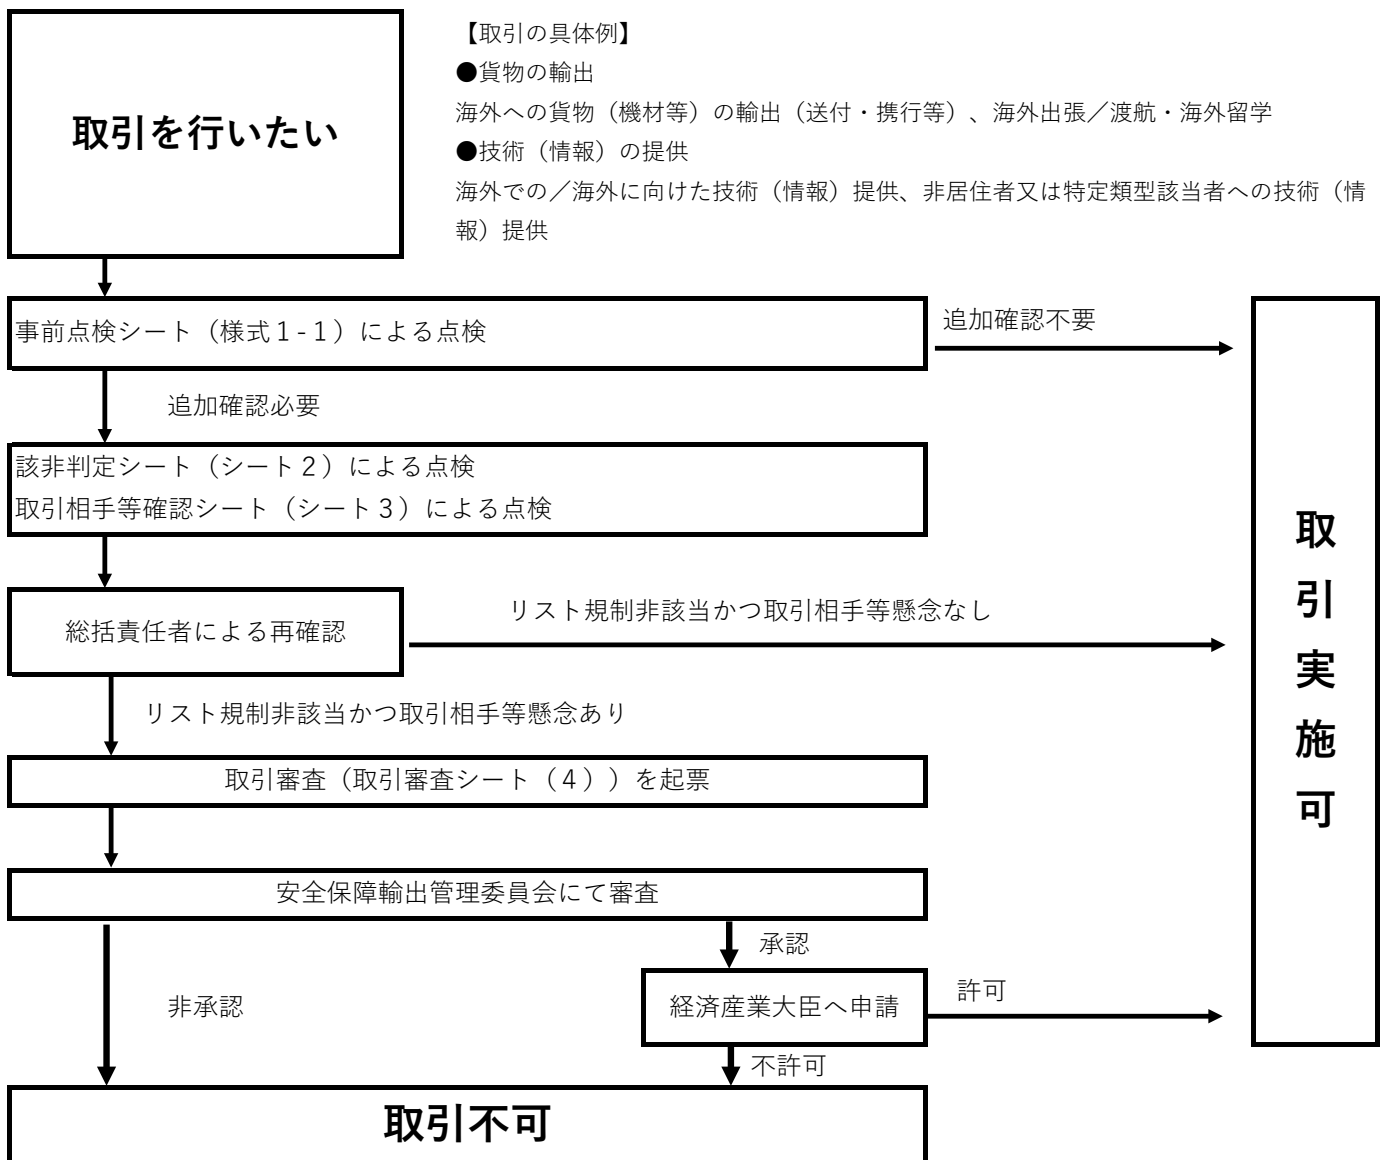 取引を行いたい
【取引の具体例】
●貨物の輸出
海外への貨物（機材等）の輸出（送付・携行等）、海外出張／渡航・海外留学
●技術（情報）の提供
海外での／海外に向けた技術（情報）提供、非居住者又は特定類型該当者への技術（情
報）提供
事前点検シート（様式１-１）による点検
追加確認不要
追加確認必要
該非判定シート（シート２）による点検
取引相手等確認シート（シート３）による点検
総括責任者による再確認
リスト規制非該当かつ取引相手等懸念なし
リスト規制非該当かつ取引相手等懸念あり
取引審査（取引審査シート（４））を起票
安全保障輸出管理委員会にて審査
承認
非承認
経済産業大臣へ申請
許可
不許可
取引不可
取引実施可